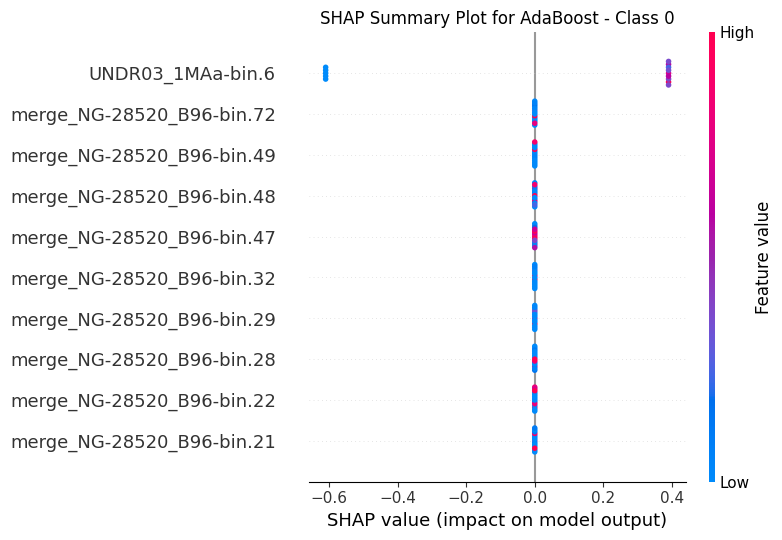 SHAP Summary Plot for AdaBoost - Class 0
High
UNDR03_1MAa-bin.6
merge_NG-28520_B96-bin.72
merge_NG-28520_B96-bin.49
merge_NG-28520_B96-bin.48
merge_NG-28520_B96-bin.47
merge_NG-28520_B96-bin.32
merge_NG-28520_B96-bin.29
merge_NG-28520_B96-bin.28
merge_NG-28520_B96-bin.22
merge_NG-28520_B96-bin.21
Feature value
Low
−0.6 −0.4 −0.2 0.0 0.2 0.4
SHAP value (impact on model output)